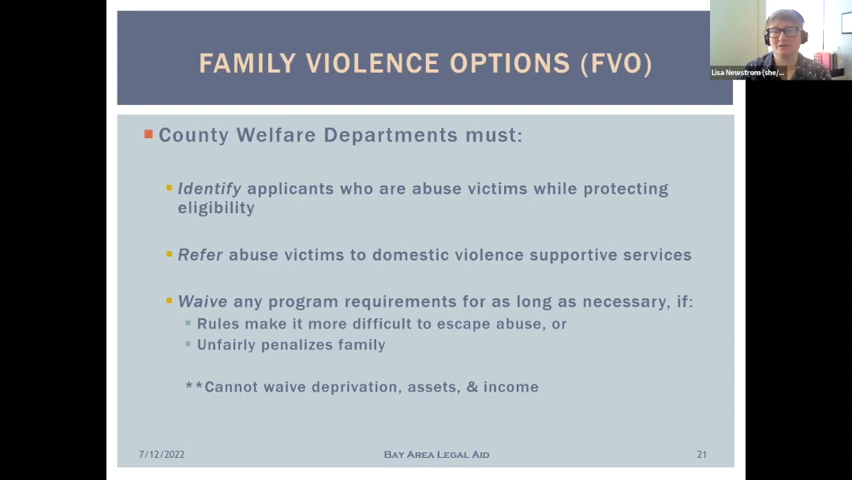 FAMILY VIOLENCE OPTIONS (FVO)
Lisa Newstrom (she/...
County Welfare Departments must:
Identify applicants who are abuse victims while protecting
eligibility
Refer abuse victims to domestic violence supportive services
Waive any program requirements for as long as necessary, if:
Rules make it more difficult to escape abuse, or
Unfairly penalizes family
**Cannot waive deprivation, assets, & income
7/12/2022
Bay Area Legal Aid
21